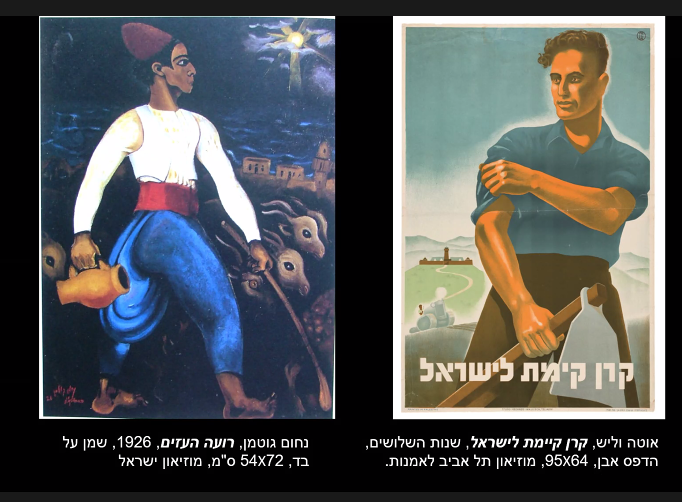 קרן קימת לישראל
אוטה וליש, קרן קיימת לישראל, שנות השלושים,
הדפס אבן, 95X64, מוזיאון תל אביב לאמנות.
נחום גוטמן, רועה העזים, 1926, שמן על
בד, 54X72 ס"מ, מוזיאון ישראל